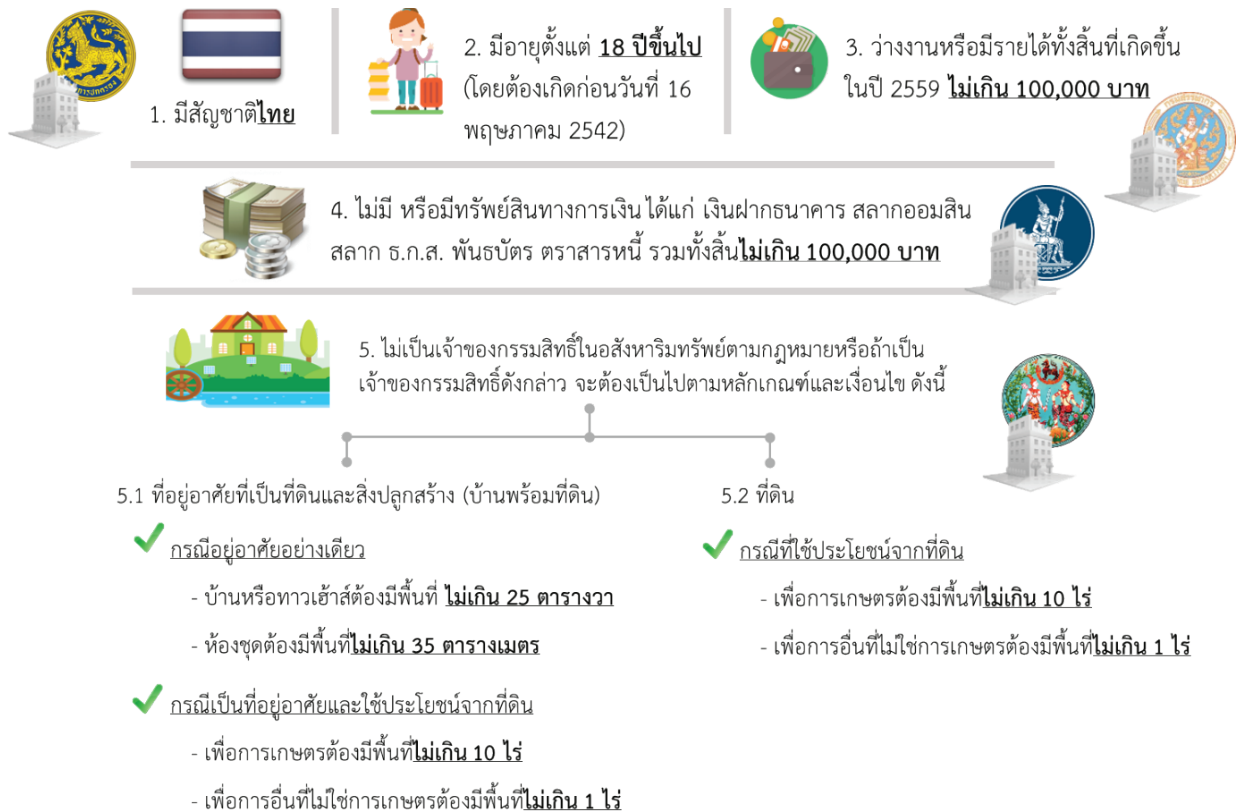 1. มีสัญชาติไทย
2. มีอายุตั้งแต่ 18 ปีขึ้นไป
(โดยต้องเกิดก่อนวันที่ 16
พฤษภาคม 2542)
3. ว่างงานหรือมีรายได้ทั้งสิ้นที่เกิดขึ้น
ในปี 2559 ไม่เกิน 100,000 บาท
4. ไม่มี หรือมีทรัพย์สินทางการเงิน ได้แก่ เงินฝากธนาคาร สลากออมสิน
สลาก ธ.ก.ส. พันธบัตร ตราสารหนี้ รวมทั้งสิ้นไม่เกิน 100,000 บาท
5. ไม่เป็นเจ้าของกรรมสิทธิ์ในอสังหาริมทรัพย์ตามกฎหมายหรือถ้าเป็น
เจ้าของกรรมสิทธิ์ดังกล่าว จะต้องเป็นไปตามหลักเกณฑ์และเงื่อนไข ดังนี้
5.1 ที่อยู่อาศัยที่เป็นที่ดินและสิ่งปลูกสร้าง (บ้านพร้อมที่ดิน)
กรณีอยู่อาศัยอย่างเดียว
- บ้านหรือทาวเฮ้าส์ต้องมีพื้นที่ ไม่เกิน 25 ตารางวา
- ห้องชุดต้องมีพื้นที่ไม่เกิน 35 ตารางเมตร
กรณีเป็นที่อยู่อาศัยและใช้ประโยชน์จากที่ดิน
- เพื่อการเกษตรต้องมีพื้นที่ไม่เกิน 10 ไร่
- เพื่อการอื่นที่ไม่ใช่การเกษตรต้องมีพื้นที่ไม่เกิน 1 ไร่
5.2 ที่ดิน
กรณีที่ใช้ประโยชน์จากที่ดิน
- เพื่อการเกษตรต้องมีพื้นที่ไม่เกิน 10 ไร่
- เพื่อการอื่นที่ไม่ใช่การเกษตรต้องมีพื้นที่ไม่เกิน 1 ไร่